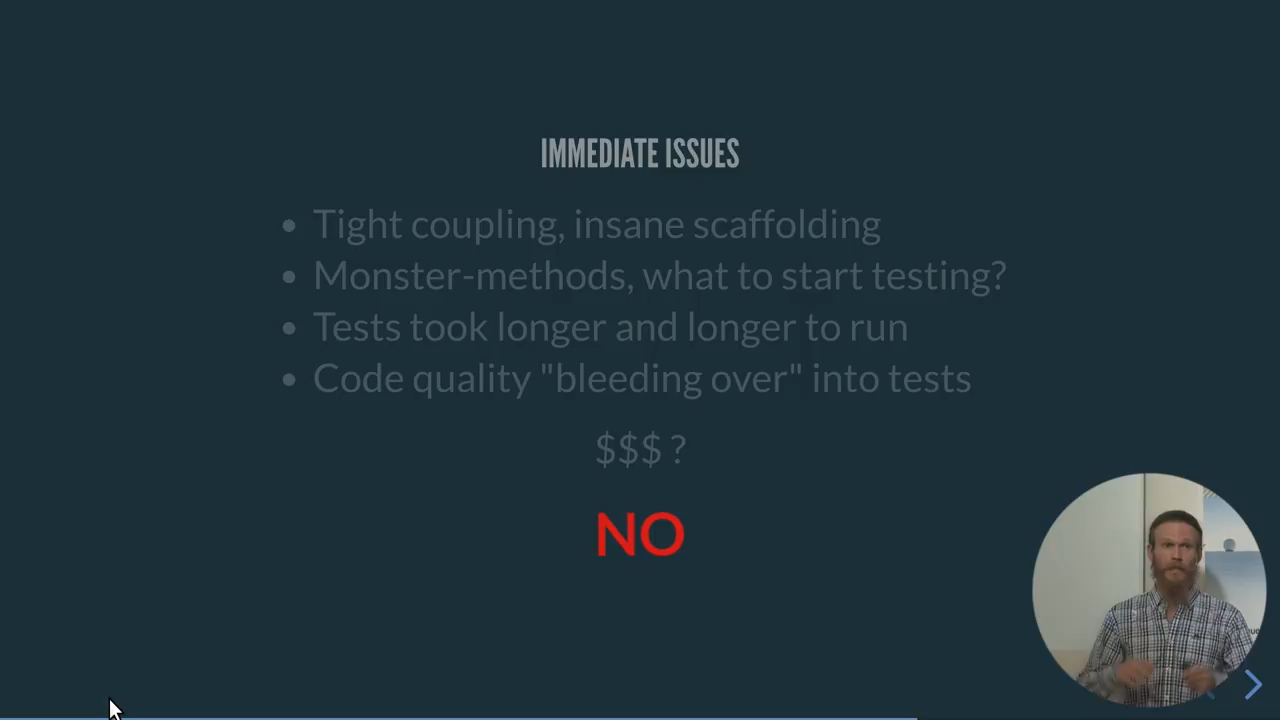 IMMEDIATE ISSUES
• Tight coupling, insane scaffolding
• Monster-methods, what to start testing?
• Tests took longer and longer to run
• Code quality "bleeding over" into tests
$$$ ?
NO